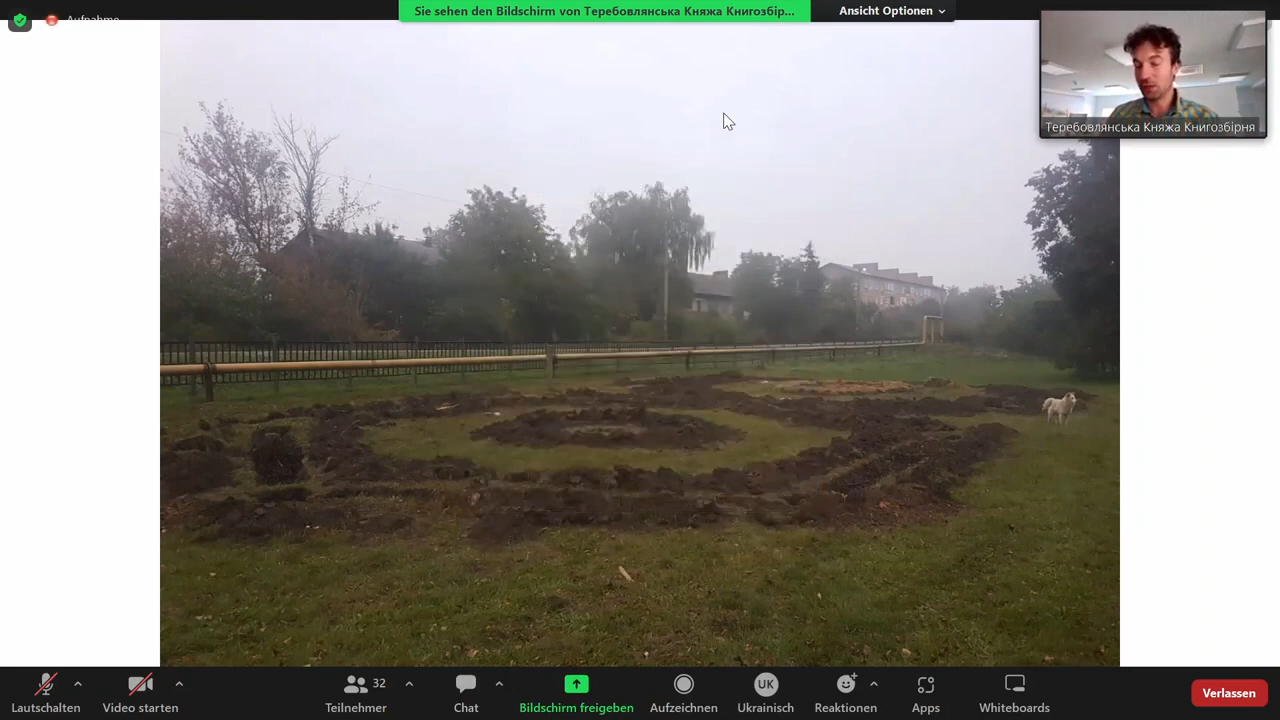 Aufnahme
Sie sehen den Bildschirm von Теребовлянська Княжа Книгозбір...
Ansicht Optionen
Теребовлянська Княжа Книгозбірня
Lautschalten
Video starten
32
Teilnehmer
Chat
Bildschirm freigeben
Aufzeichnen
UK
Ukrainisch
Reaktionen
Apps
Whiteboards
Verlassen